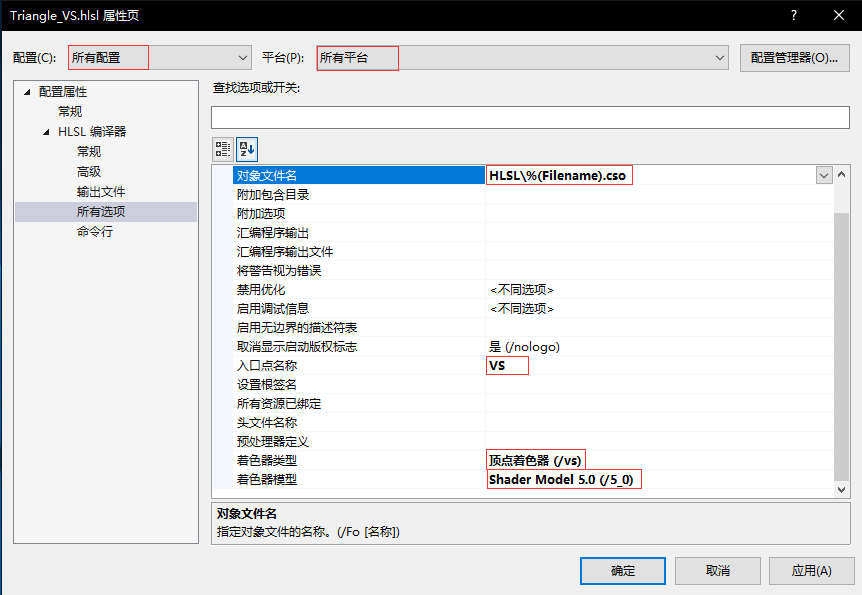 Triangle_VS.hlsl 属性页
配置(C): 所有配置 平台(P): 所有平台 配置管理器(O)...
配置属性
常规
HLSL 编译器
常规
高级
输出文件
所有选项
命令行
查找选项或开关:
对象文件名 HLSL\%(Filename).cso
附加包含目录
附加选项
汇编程序输出
汇编程序输出文件
将警告视为错误
禁用优化 <不同选项>
启用调试信息 <不同选项>
启用无边界的描述符表
取消显示启动版权标志 是 (/nologo)
入口点名称 VS
设置根签名
所有资源已绑定
头文件名称
预处理器定义
着色器类型 顶点着色器 (/vs)
着色器模型 Shader Model 5.0 (/5_0)
对象文件名
指定对象文件的名称。(/Fo [名称])
确定 取消 应用(A)